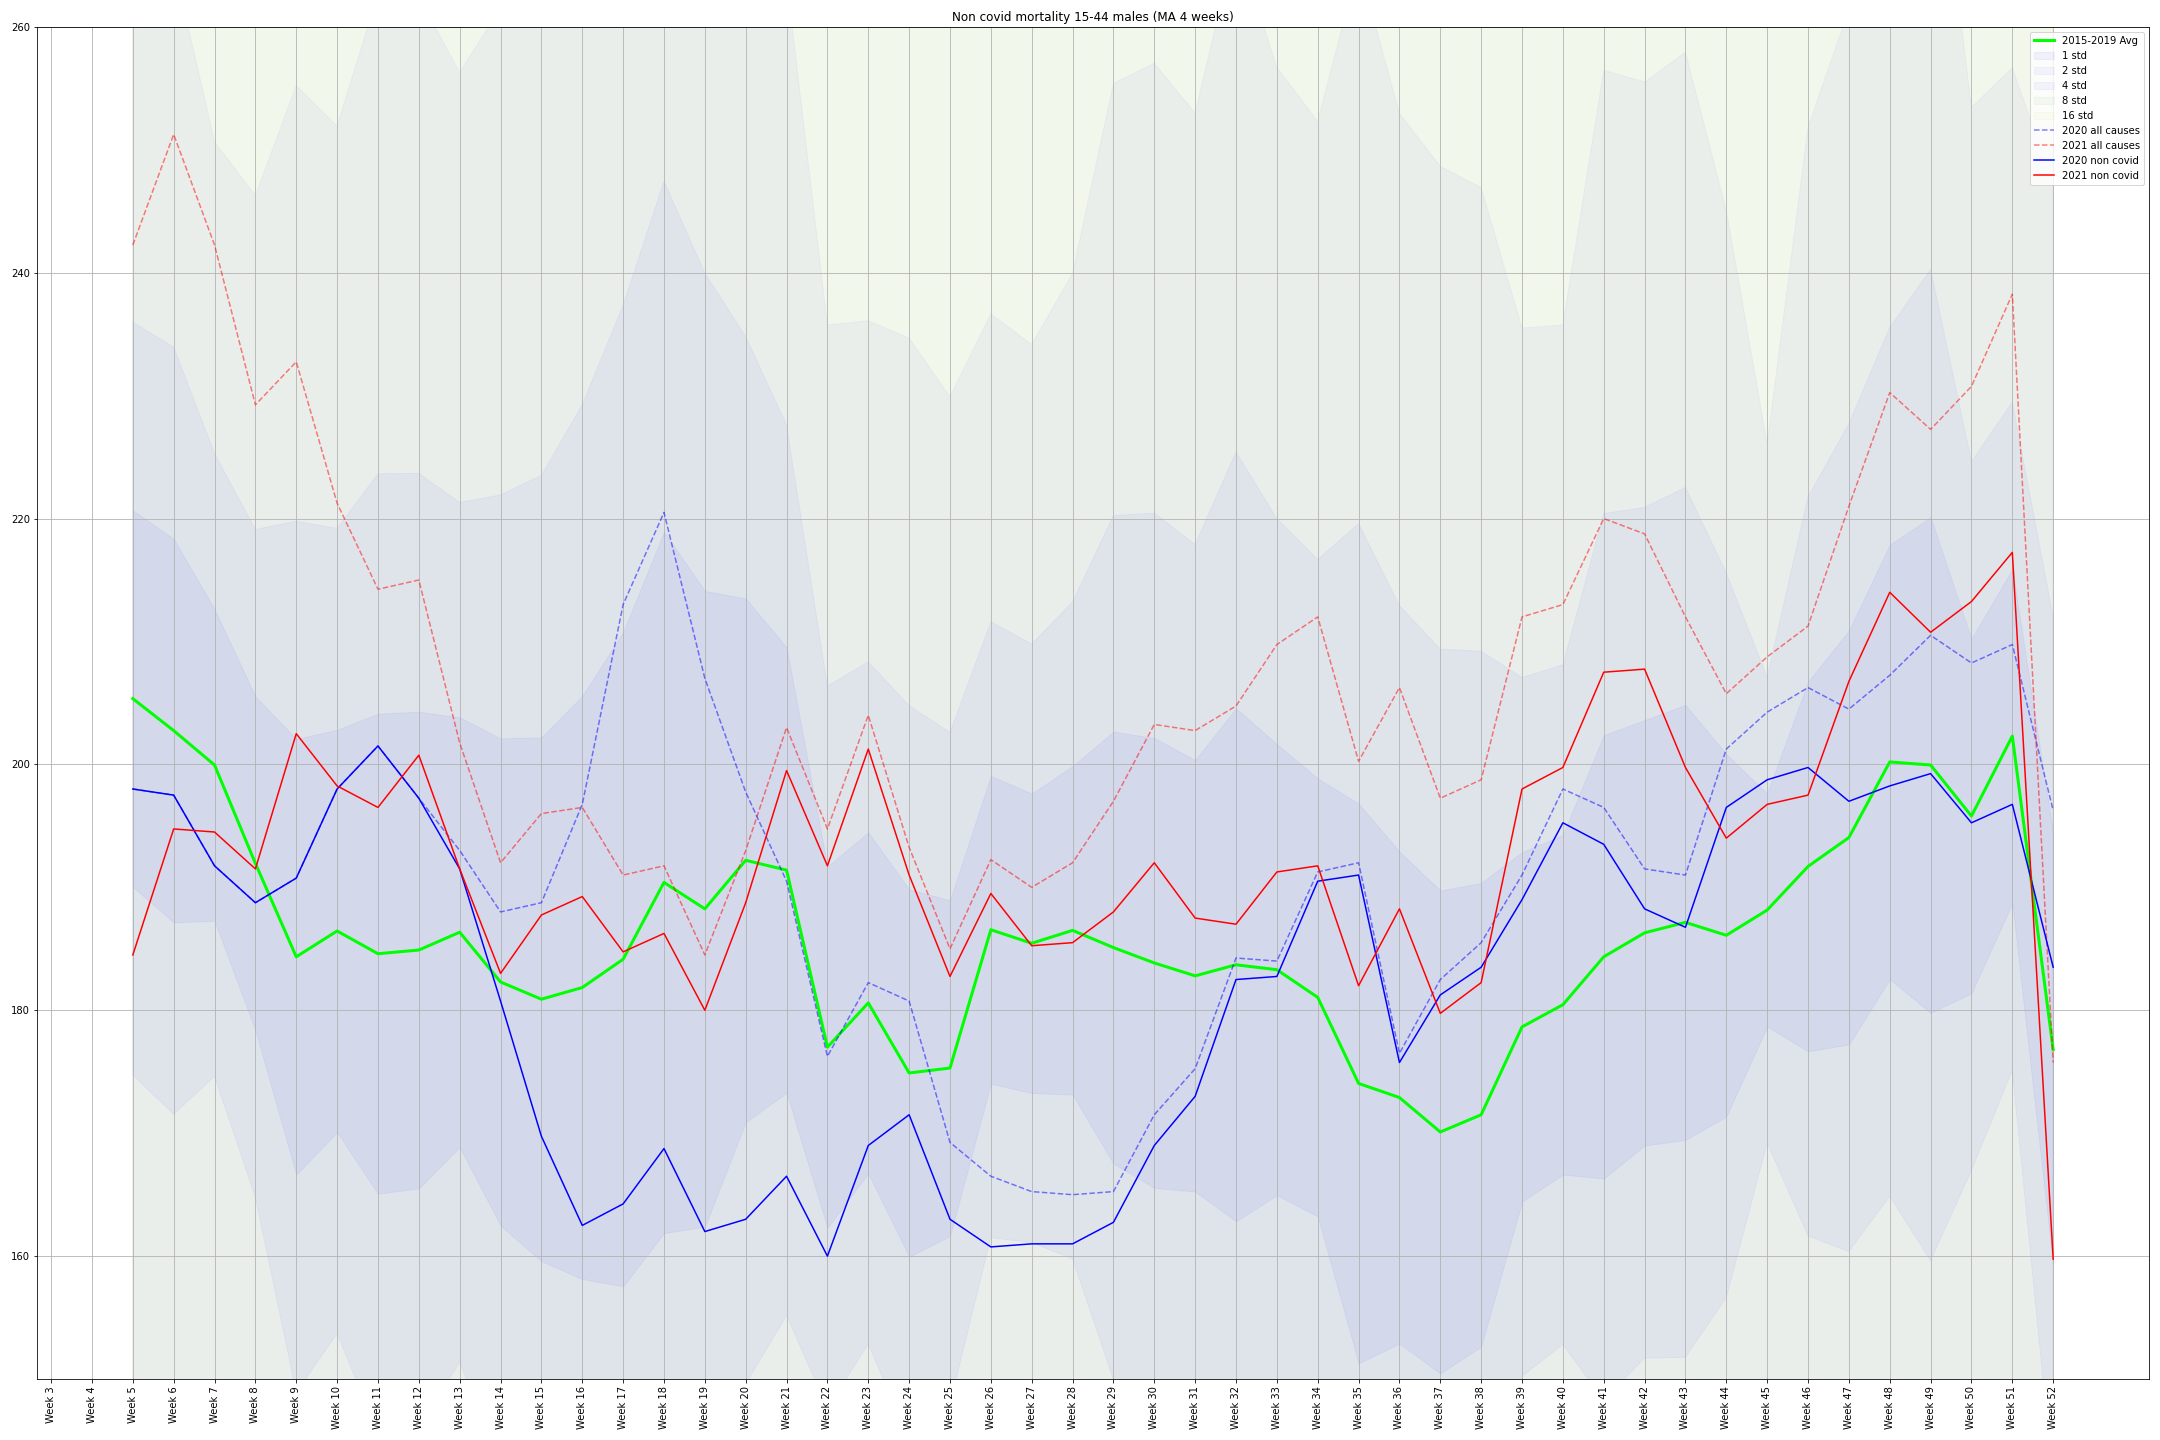 Non covid mortality 15-44 males (MA 4 weeks)
260
240
220
200
180
160
2015-2019 Avg
1 std
2 std
4 std
8 std
16 std
2020 all causes
2021 all causes
2020 non covid
2021 non covid
Week 3
Week 4
Week 5
Week 6
Week 7
Week 8
Week 9
Week 10
Week 11
Week 12
Week 13
Week 14
Week 15
Week 16
Week 17
Week 18
Week 19
Week 20
Week 21
Week 22
Week 23
Week 24
Week 25
Week 26
Week 27
Week 28
Week 29
Week 30
Week 31
Week 32
Week 33
Week 34
Week 35
Week 36
Week 37
Week 38
Week 39
Week 40
Week 41
Week 42
Week 43
Week 44
Week 45
Week 46
Week 47
Week 48
Week 49
Week 50
Week 51
Week 52